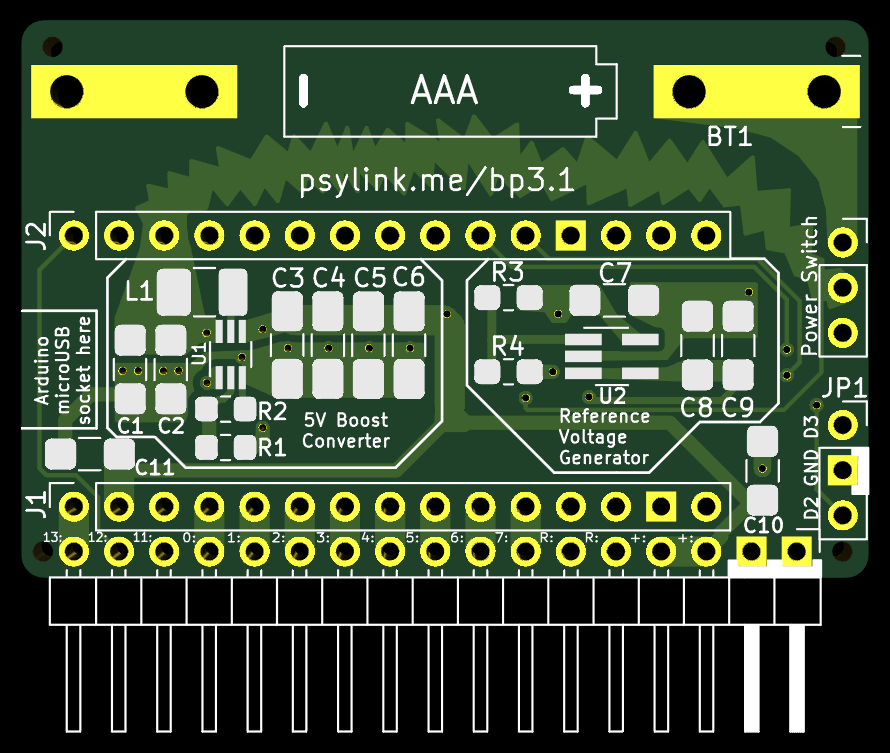 AAA
BT1
psylink.me/bp3.1
J2
Power Switch
L1
C3
C4
C5
C6
R3
C7
Arduino
microUSB
socket here
U1
R4
U2
C1
C2
R2
R1
5V Boost
Converter
Reference
Voltage
Generator
C8
C9
JP1
D3
GND
D2
C11
C10
J1
13:
12:
11:
0:
1:
2:
3:
4:
5:
6:
7:
R:
R:
+:
+: